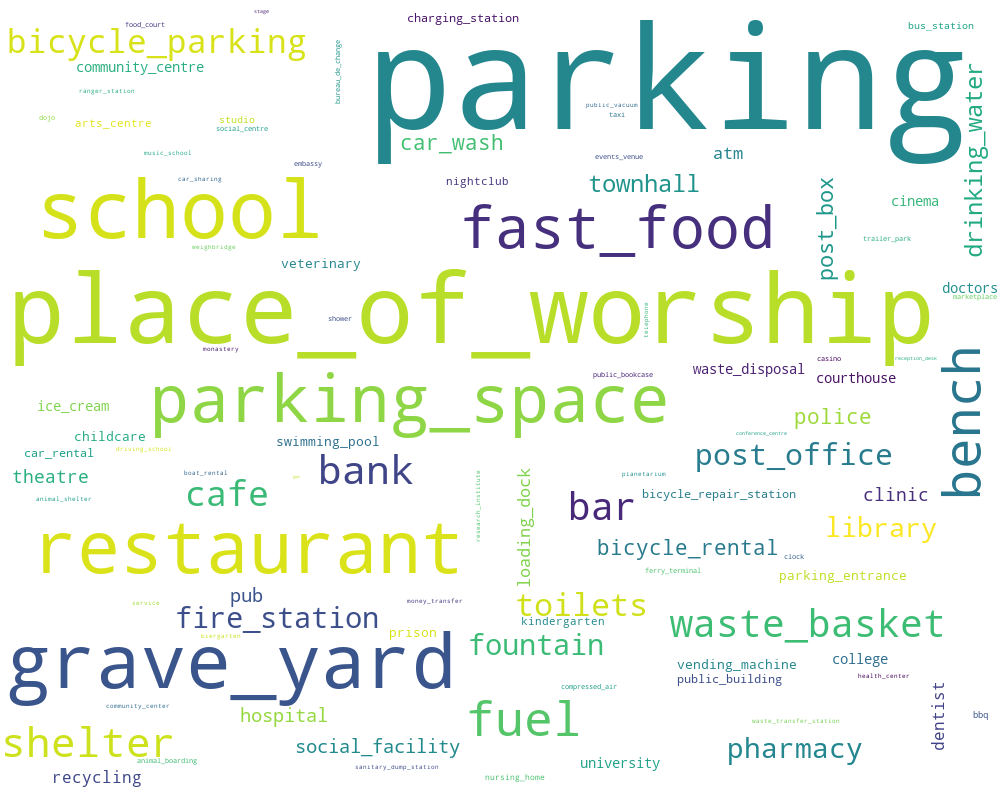 stage
food_court
charging_station
bus_station
bicycle_parking
parking
community_centre
bureau_de_change
ranger_station
drinking_water
public_vacuum
taxi
dojo
arts_centre
studio
social_centre
car_wash
music_school
embassy
events_venue
atm
car_sharing
nightclub
townhall
school
fast_food
post_box
cinema
trailer_park
weighbridge
veterinary
place_of_worship
doctors
marketplace
shower
telephone
monastery
casino
reception_desk
bench
parking_space
public_bookcase
waste_disposal
courthouse
ice_cream
police
childcare
swimming_pool
conference_centre
car_rental
driving_school
bank
post_office
theatre
boat_rental
planetarium
animal_shelter
cafe
research_institute
loading_dock
bar
bicycle_repair_station
clinic
library
restaurant
bicycle_rental
clock
ferry_terminal
parking_entrance
pub
service
money_transfer
toilets
fire_station
kindergarten
waste_basket
biergarten
prison
fountain
grave_yard
vending_machine
college
public_building
health_center
compressed_air
dentist
community_center
hospital
fuel
bbq
waste_transfer_station
shelter
social_facility
pharmacy
animal_boarding
sanitary_dump_station
university
recycling
nursing_home